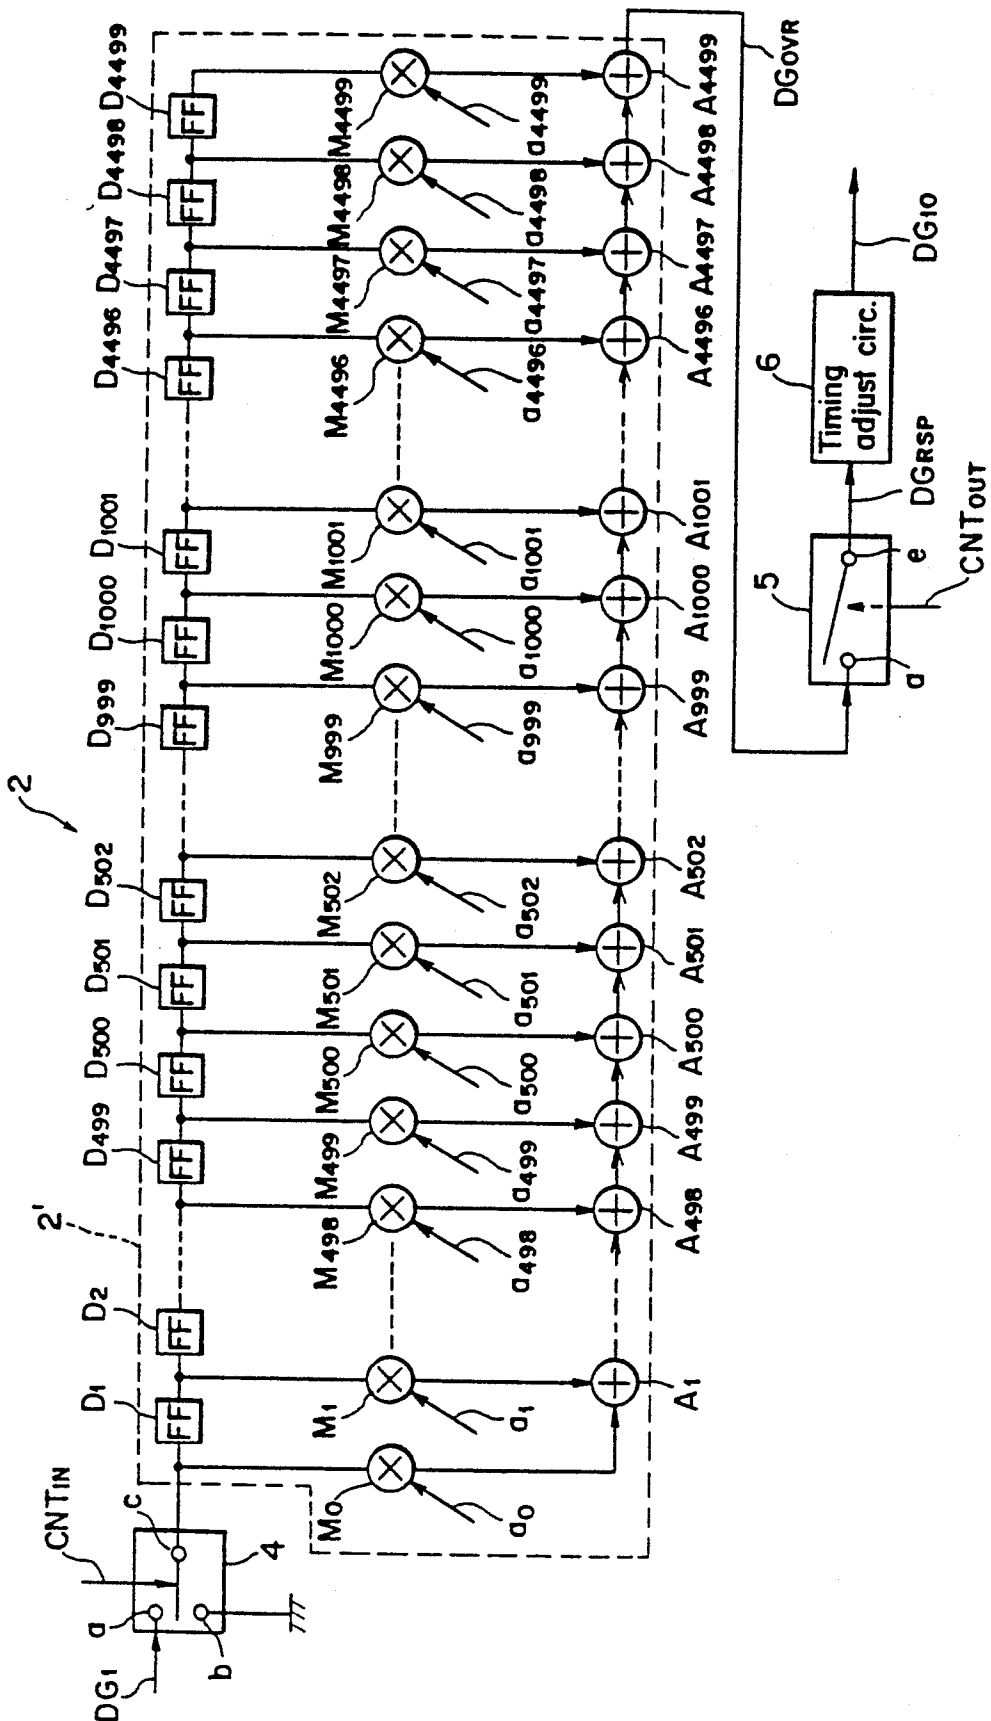 2
2'
D1
D2
D499
D500
D501
D502
D999
D1000
D1001
D4496
D4497
D4498
D4499
FF
FF
FF
FF
FF
FF
FF
FF
FF
FF
FF
FF
FF
CNTIN
DG1
a
b
c
4
M0
M1
M498
M499
M500
M501
M502
M999
M1000
M1001
M4496
M4497
M4498
M4499
a0
a1
a498
a499
a500
a501
a502
a999
a1000
a1001
a4496
a4497
a4498
a4499
A1
A498
A499
A500
A501
A502
A999
A1000
A1001
A4496
A4497
A4498
A4499
DGOVR
5
d
e
CNTOUT
DGRSP
6
Timing
adjust circ.
DG10